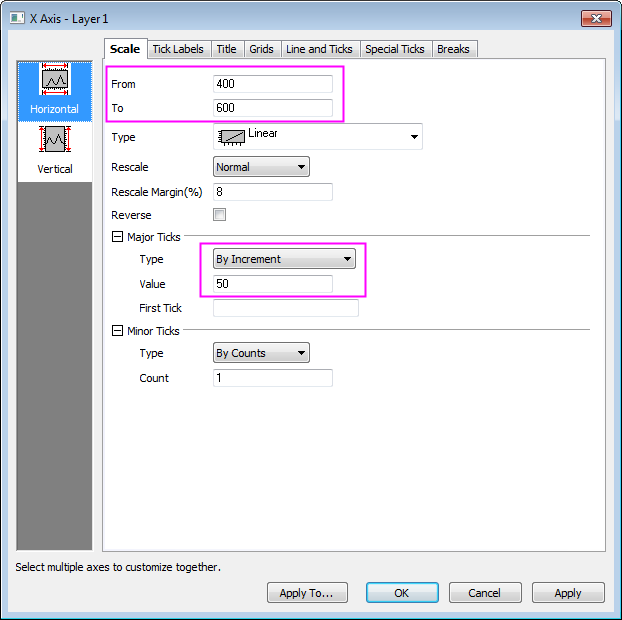 X Axis - Layer1
Scale Tick Labels Title Grids Line and Ticks Special Ticks Breaks
Horizontal
Vertical
From 400
To 600
Type Linear
Rescale Normal
Rescale Margin(%) 8
Reverse
Major Ticks
Type By Increment
Value 50
First Tick
Minor Ticks
Type By Counts
Count 1
Select multiple axes to customize together.
Apply To... OK Cancel Apply